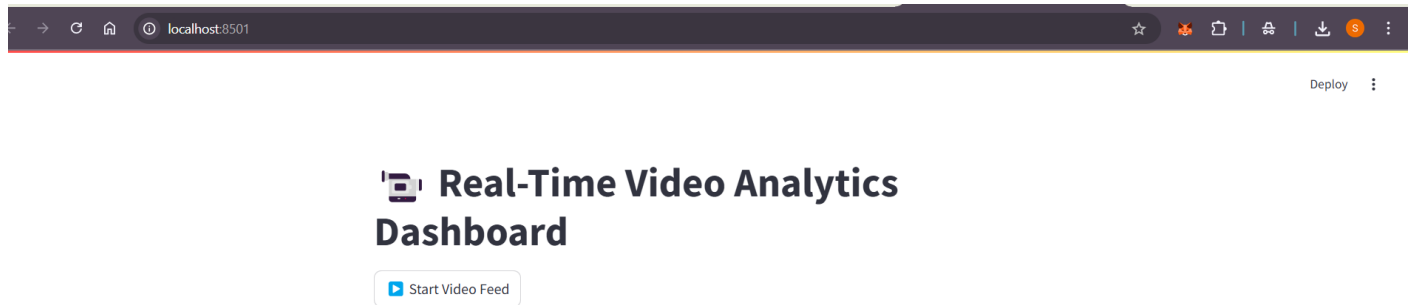 localhost:8501
S
Deploy
Real-Time Video Analytics
Dashboard
Start Video Feed